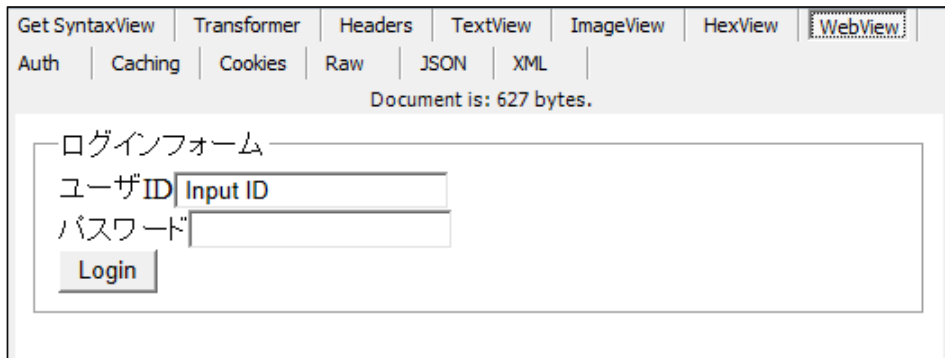 Get SyntaxView Transformer Headers TextView ImageView HexView WebView
Auth Caching Cookies Raw JSON XML
Document is: 627 bytes.
ログインフォーム
ユーザID Input ID
パスワード
Login